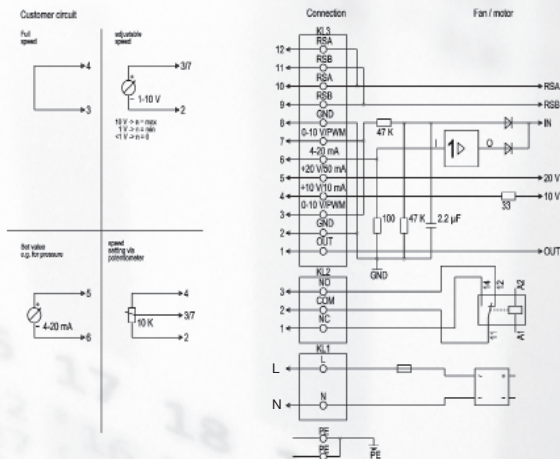 Customer circuit
Full
speed
4
3
adjustable
speed
3/7
+
1-10 V
-
2
10 V -> n = max
1 V -> n = min
<1 V -> n = 0
Set value
e.g. for pressure
5
+
4-20 mA
-
6
speed
setting via
potentiometer
4
3/7
10 K
2
Connection
KL3
12 RSA
11 RSB
10 RSA
9 RSB
8 GND
7 0-10 V/PWM
6 4-20 mA
5 +20 V/50 mA
4 +10 V/10 mA
3 0-10 V/PWM
2 GND
1 OUT
KL2
3 NO
2 COM
1 NC
KL1
L L
N N
PE
PE
Fan / motor
RSA
RSB
47 K
IN
I 1 O
20 V
10 V
33
100
47 K
2.2 µF
OUT
GND
14
12
A2
11
A1
PE
17
18
16